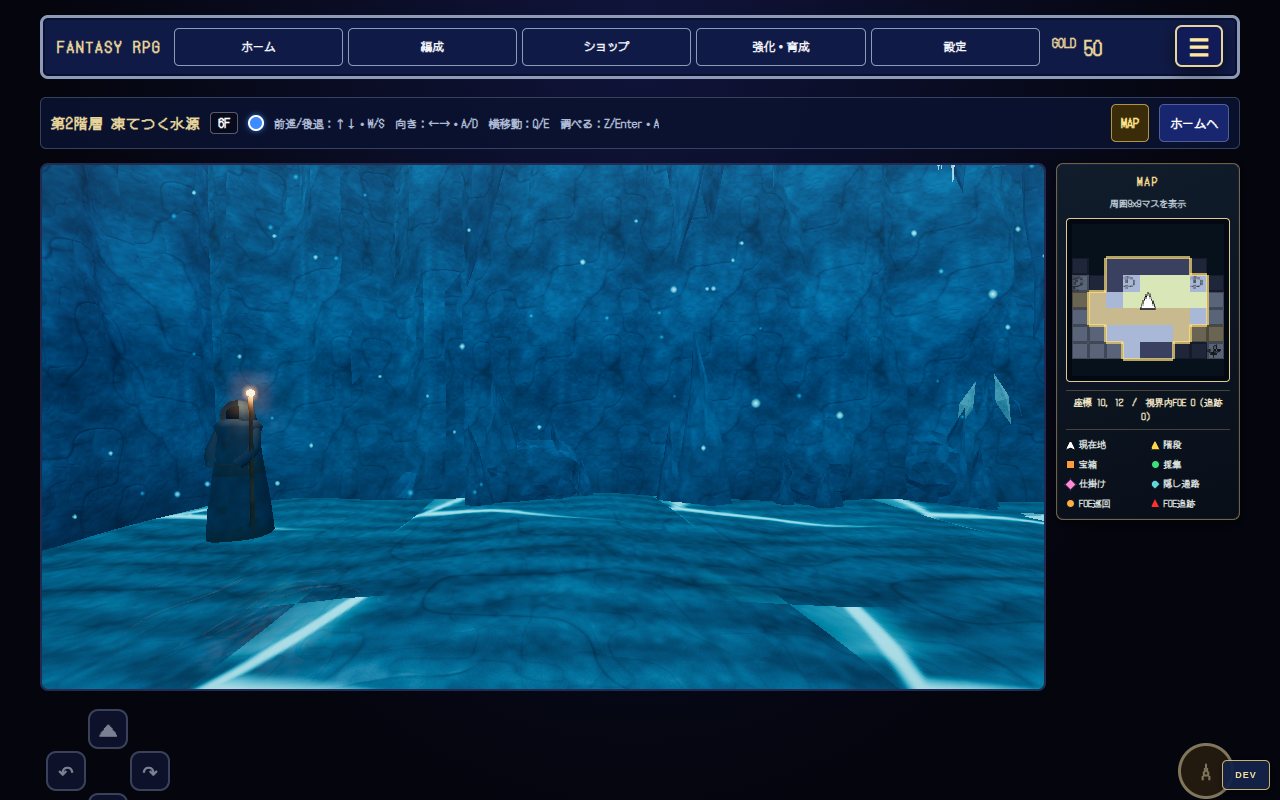 FANTASY RPG ホーム 編成 ショップ 強化・育成 設定 GOLD 50
第2階層 凍てつく水源 6F 前進/後退：↑↓・W/S 向き：←→・A/D 横移動：Q/E 調べる：Z/Enter・A MAP ホームへ
MAP
周囲9x9マスを表示
座標 10, 12 / 視界内FOE 0（追跡
0）
現在地 階段
宝箱 採集
仕掛け 隠し通路
FOE巡回 FOE追跡
A DEV